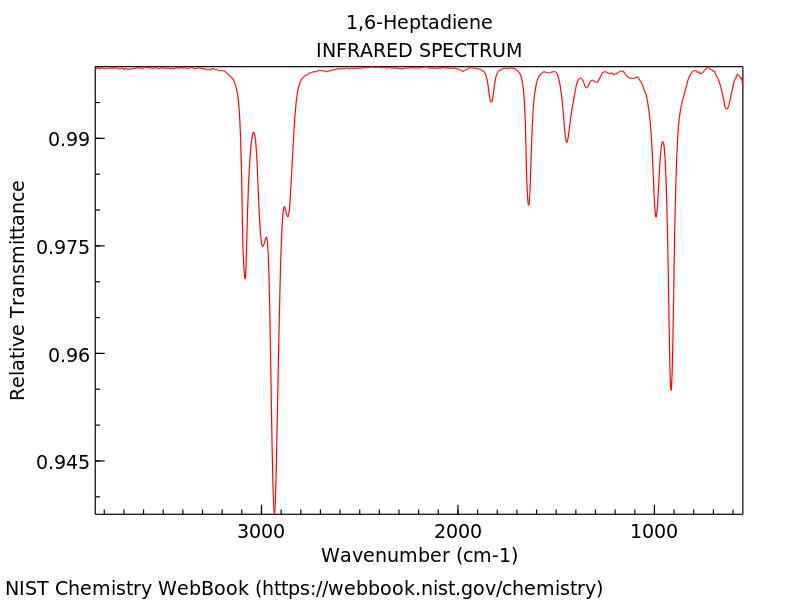 1,6-Heptadiene
INFRARED SPECTRUM
0.99
0.975
0.96
0.945
Relative Transmittance
3000 2000 1000
Wavenumber (cm-1)
NIST Chemistry WebBook (https://webbook.nist.gov/chemistry)